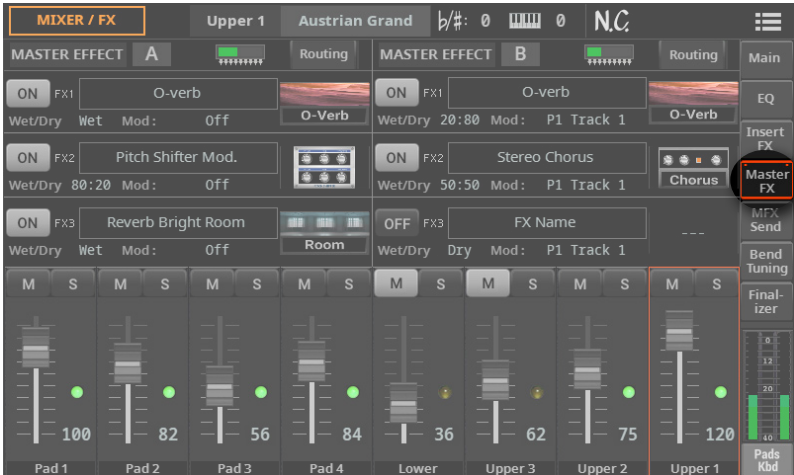 MIXER / FX Upper 1 Austrian Grand ♭/#: 0 0 N.C.
MASTER EFFECT A Routing MASTER EFFECT B Routing Main
ON FX1 O-verb ON FX1 O-verb EQ
Wet/Dry Wet Mod: Off O-Verb Wet/Dry 20:80 Mod: P1 Track 1 O-Verb
Insert
FX
ON FX2 Pitch Shifter Mod. ON FX2 Stereo Chorus
Wet/Dry 80:20 Mod: Off Wet/Dry 50:50 Mod: P1 Track 1 Chorus
Master
FX
ON FX3 Reverb Bright Room OFF FX3 FX Name
Wet/Dry Wet Mod: Off Room Wet/Dry Dry Mod: P1 Track 1 ---
MFX
Send
Bend
Tuning
M S M S M S M S M S M S M S M S
Final-
izer
0
12
20
40
100 82 56 84 36 62 75 120
Pad 1 Pad 2 Pad 3 Pad 4 Lower Upper 3 Upper 2 Upper 1
Pads
Kbd